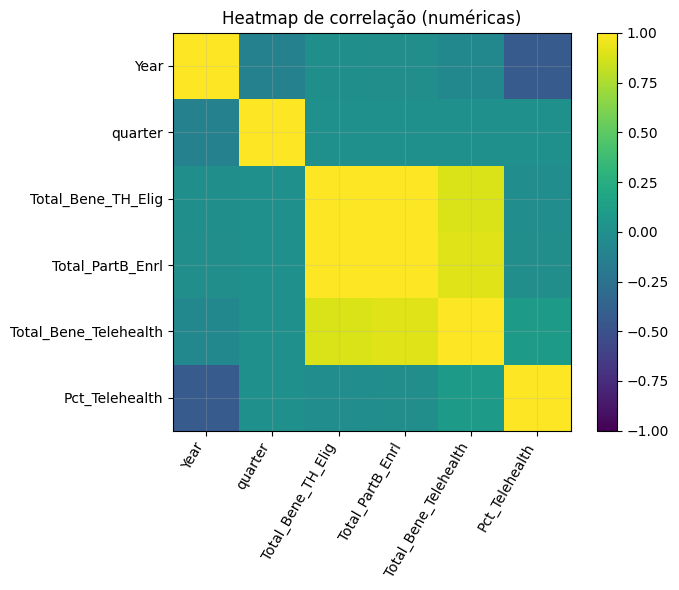 Heatmap de correlação (numéricas)
Year
quarter
Total_Bene_TH_Elig
Total_PartB_Enrl
Total_Bene_Telehealth
Pct_Telehealth
Year
quarter
Total_Bene_TH_Elig
Total_PartB_Enrl
Total_Bene_Telehealth
Pct_Telehealth
1.00
0.75
0.50
0.25
0.00
−0.25
−0.50
−0.75
−1.00